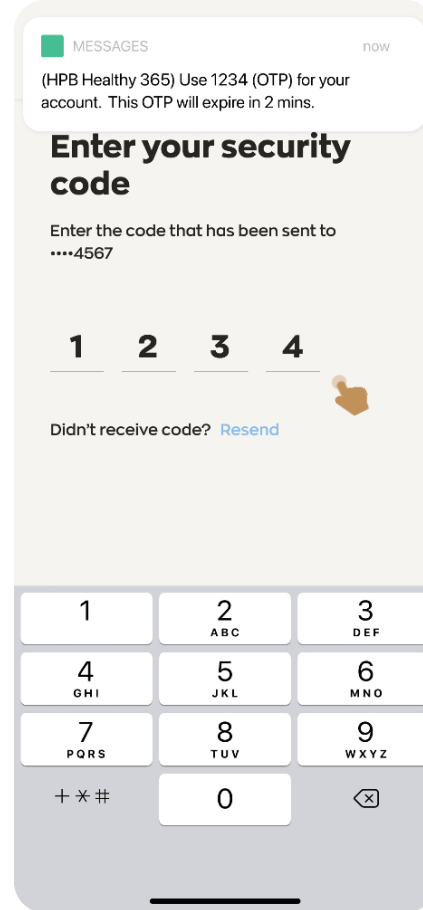 MESSAGES now
(HPB Healthy 365) Use 1234 (OTP) for your
account. This OTP will expire in 2 mins.
Enter your security
code
Enter the code that has been sent to
••••4567
1 2 3 4
Didn't receive code? Resend
1 2 3
ABC DEF
4 5 6
GHI JKL MNO
7 8 9
PQRS TUV WXYZ
+*# 0